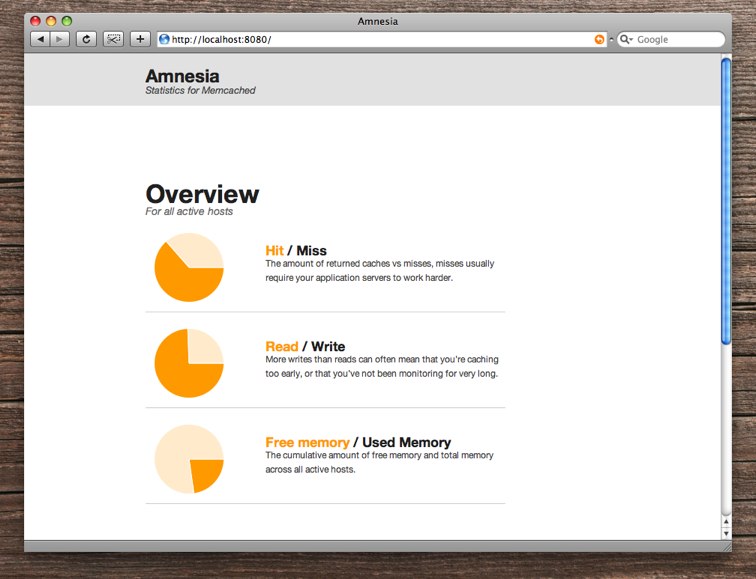 Amnesia
http://localhost:8080/
Google
Amnesia
Statistics for Memcached
Overview
For all active hosts
Hit / Miss
The amount of returned caches vs misses, misses usually
require your application servers to work harder.
Read / Write
More writes than reads can often mean that you're caching
too early, or that you've not been monitoring for very long.
Free memory / Used Memory
The cumulative amount of free memory and total memory
across all active hosts.